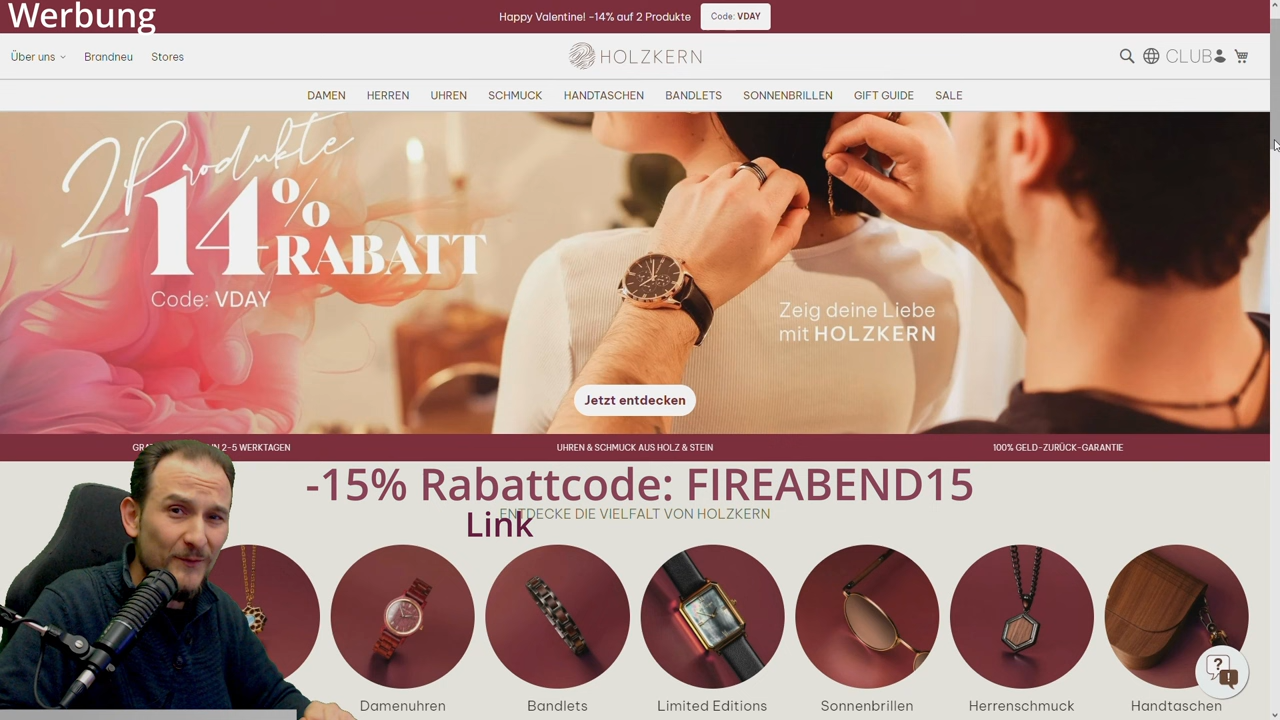 Werbung
Happy Valentine! -14% auf 2 Produkte
Code: VDAY
Über uns
Brandneu
Stores
HOLZKERN
CLUB
DAMEN
HERREN
UHREN
SCHMUCK
HANDTASCHEN
BANDLETS
SONNENBRILLEN
GIFT GUIDE
SALE
2 Produkte
14%
RABATT
Code: VDAY
Zeig deine Liebe
mit HOLZKERN
Jetzt entdecken
2-5 WERKTAGEN
UHREN & SCHMUCK AUS HOLZ & STEIN
100% GELD-ZURÜCK-GARANTIE
-15% Rabattcode: FIREABEND15
ENTDECKE DIE VIELFALT VON HOLZKERN
Link
Damenuhren
Bandlets
Limited Editions
Sonnenbrillen
Herrenschmuck
Handtaschen